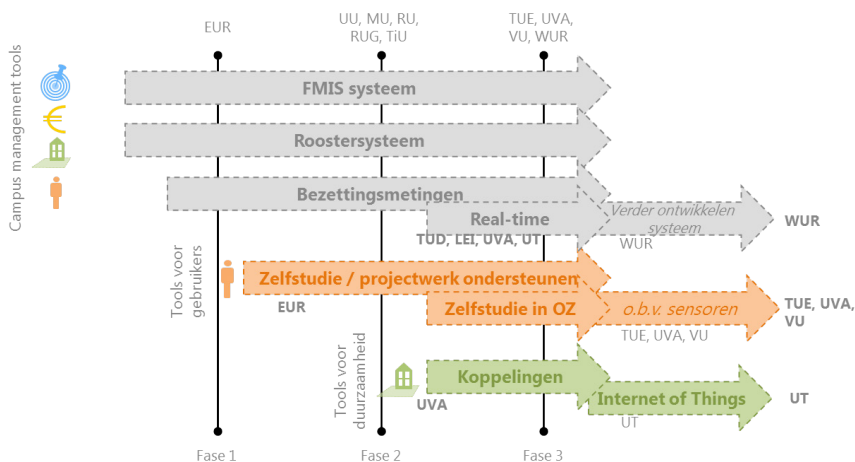 EUR
UU, MU, RU,
RUG, TiU
TUE, UVA,
VU, WUR
Campus management tools
€
FMIS systeem
Roostersysteem
Bezettingsmetingen
Real-time
Verder ontwikkelen
systeem
WUR
TUD, LEI, UVA, UT
WUR
Tools voor
gebruikers
Zelfstudie / projectwerk ondersteunen
EUR
Zelfstudie in OZ
o.b.v. sensoren
TUE, UVA,
VU
TUE, UVA, VU
Tools voor
duurzaamheid
Koppelingen
UVA
Internet of Things
UT
UT
Fase 1
Fase 2
Fase 3